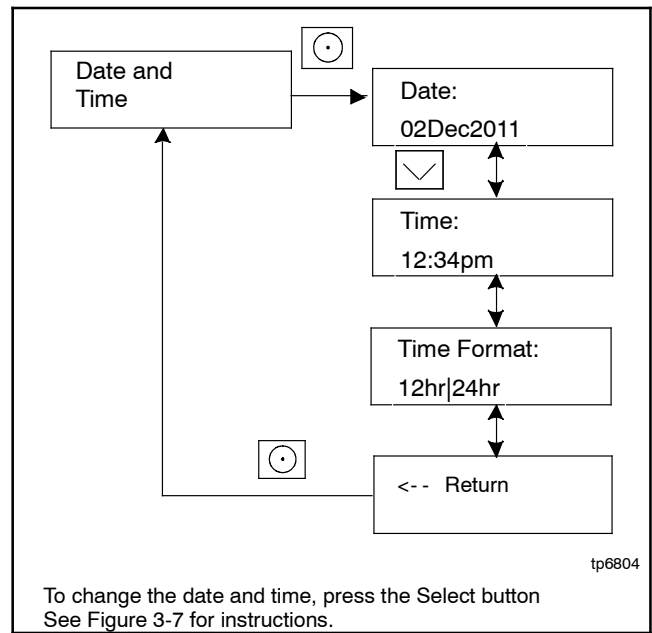 Date and
Time
Date:
02Dec2011
Time:
12:34pm
Time Format:
12hr|24hr
<-- Return
tp6804
To change the date and time, press the Select button
See Figure 3-7 for instructions.